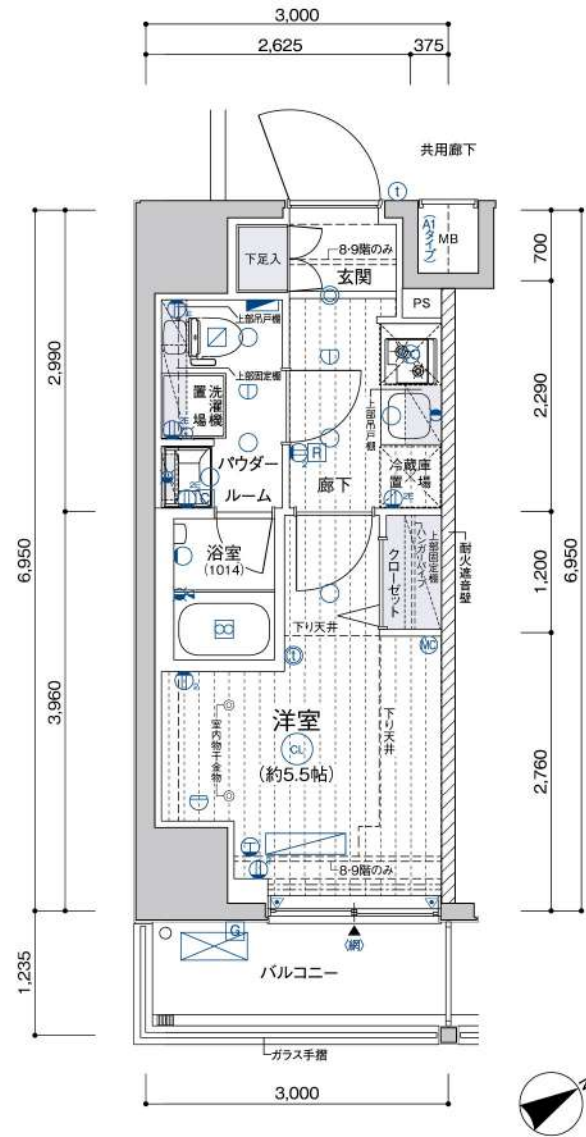 3,000
2,625
375
共用廊下
t
(A1タイプ)
MB
700
8·9階のみ
下足入
玄関
PS
上部吊戸棚
2,990
2,290
上部固定棚
洗濯機置場
上部吊戸棚
R
パウダールーム
廊下
冷蔵庫置場
2E
浴室
(1014)
クローゼット
ハンガーパイプ
上部固定棚
耐火遮音壁
1,200
6,950
6,950
下り天井
t
MC
3,960
洋室
CL
(約5.5帖)
室内物干金物
下り天井
2,760
8·9階のみ
G
〈網〉
バルコニー
1,235
ガラス手摺
3,000